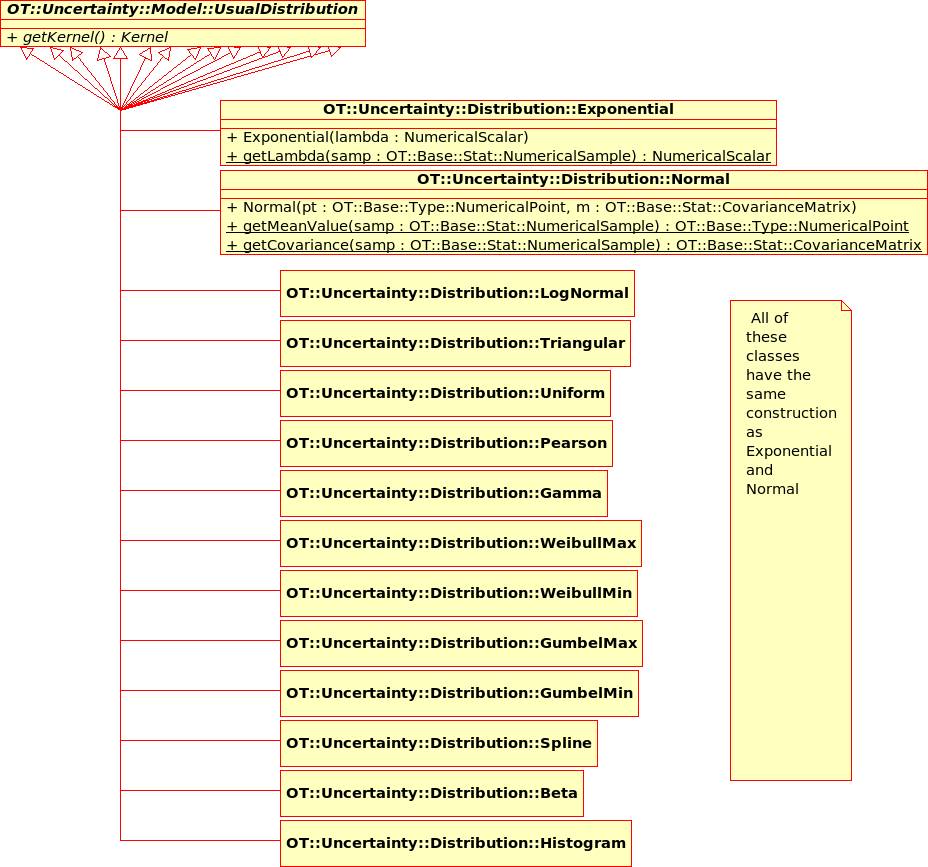 OT::Uncertainty::Model::UsualDistribution
+ getKernel() : Kernel
OT::Uncertainty::Distribution::Exponential
+ Exponential(lambda : NumericalScalar)
+ getLambda(samp : OT::Base::Stat::NumericalSample) : NumericalScalar
OT::Uncertainty::Distribution::Normal
+ Normal(pt : OT::Base::Type::NumericalPoint, m : OT::Base::Stat::CovarianceMatrix)
+ getMeanValue(samp : OT::Base::Stat::NumericalSample) : OT::Base::Type::NumericalPoint
+ getCovariance(samp : OT::Base::Stat::NumericalSample) : OT::Base::Stat::CovarianceMatrix
OT::Uncertainty::Distribution::LogNormal
OT::Uncertainty::Distribution::Triangular
OT::Uncertainty::Distribution::Uniform
OT::Uncertainty::Distribution::Pearson
OT::Uncertainty::Distribution::Gamma
OT::Uncertainty::Distribution::WeibullMax
OT::Uncertainty::Distribution::WeibullMin
OT::Uncertainty::Distribution::GumbelMax
OT::Uncertainty::Distribution::GumbelMin
OT::Uncertainty::Distribution::Spline
OT::Uncertainty::Distribution::Beta
OT::Uncertainty::Distribution::Histogram
All of
these
classes
have the
same
construction
as
Exponential
and
Normal